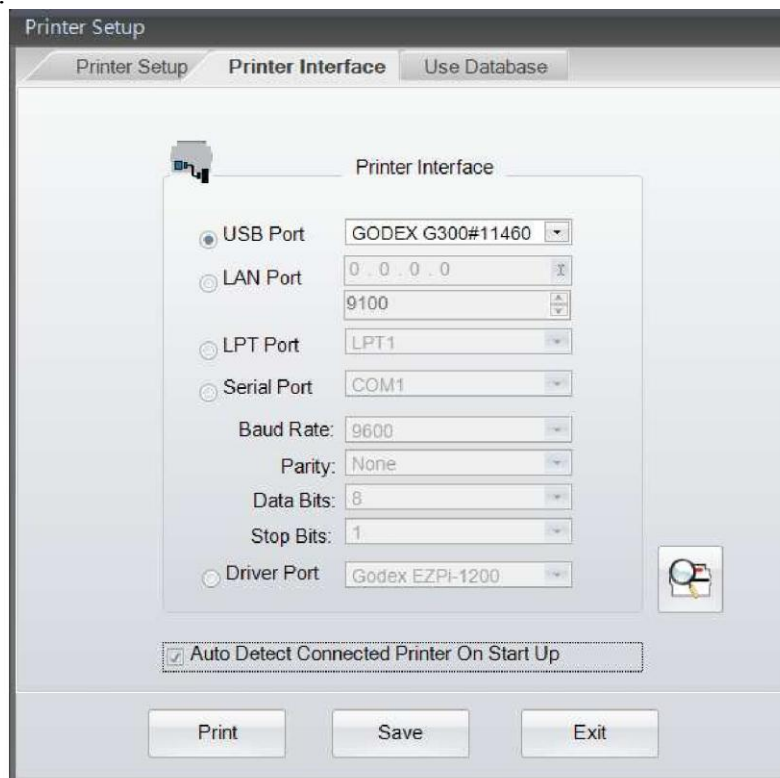 Printer Setup
Printer Setup Printer Interface Use Database
Printer Interface
USB Port GODEX G300#11460
LAN Port 0 . 0 . 0 . 0
9100
LPT Port LPT1
Serial Port COM1
Baud Rate: 9600
Parity: None
Data Bits: 8
Stop Bits: 1
Driver Port Godex EZPi-1200
Auto Detect Connected Printer On Start Up
Print Save Exit